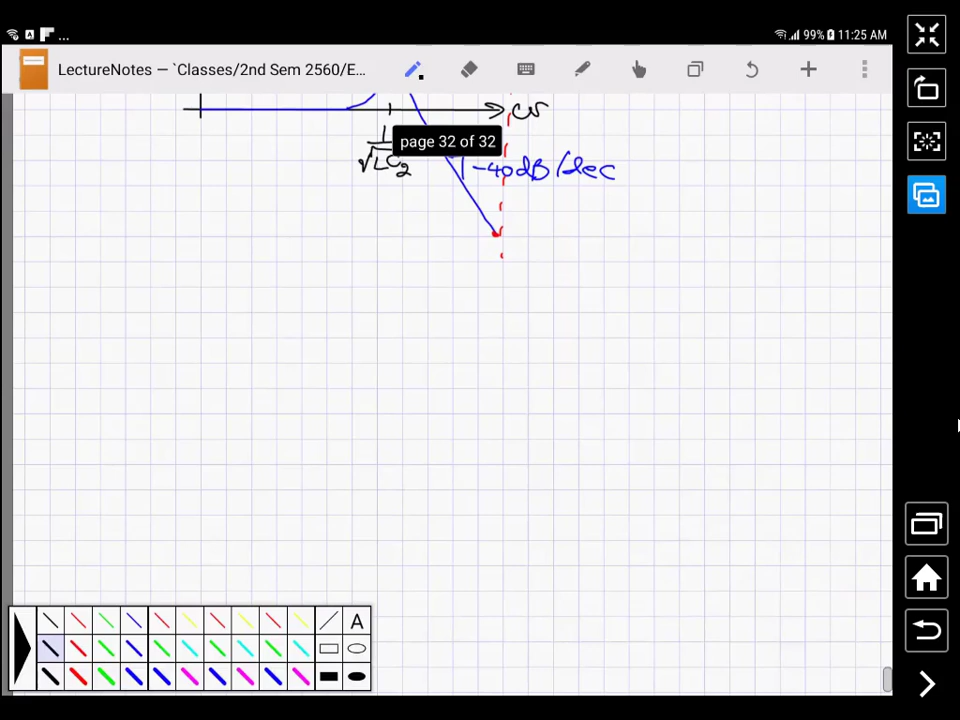 ... 99% 11:25 AM
LectureNotes — `Classes/2nd Sem 2560/E...
ω
page 32 of 32
1
√LC₂
-40dB/dec
A